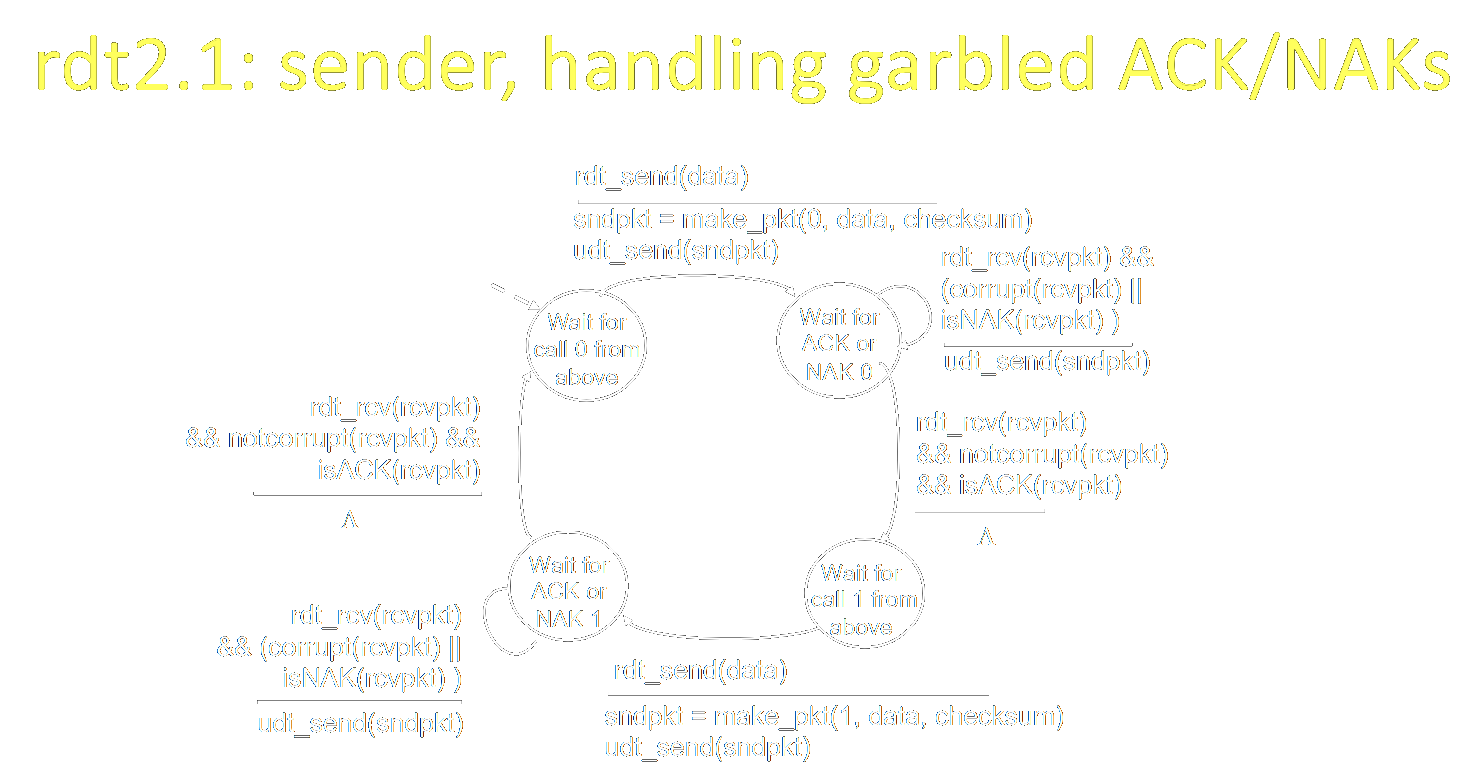 rdt2.1: sender, handling garbled ACK/NAKs
rdt_send(data)
sndpkt = make_pkt(0, data, checksum)
udt_send(sndpkt)
rdt_rcv(rcvpkt) &&
(corrupt(rcvpkt) ||
isNAK(rcvpkt) )
udt_send(sndpkt)
Wait for
call 0 from
above
Wait for
ACK or
NAK 0
rdt_rcv(rcvpkt)
&& notcorrupt(rcvpkt) &&
isACK(rcvpkt)
Λ
rdt_rcv(rcvpkt)
&& notcorrupt(rcvpkt)
&& isACK(rcvpkt)
Λ
Wait for
ACK or
NAK 1
Wait for
call 1 from
above
rdt_rcv(rcvpkt)
&& (corrupt(rcvpkt) ||
isNAK(rcvpkt) )
udt_send(sndpkt)
rdt_send(data)
sndpkt = make_pkt(1, data, checksum)
udt_send(sndpkt)